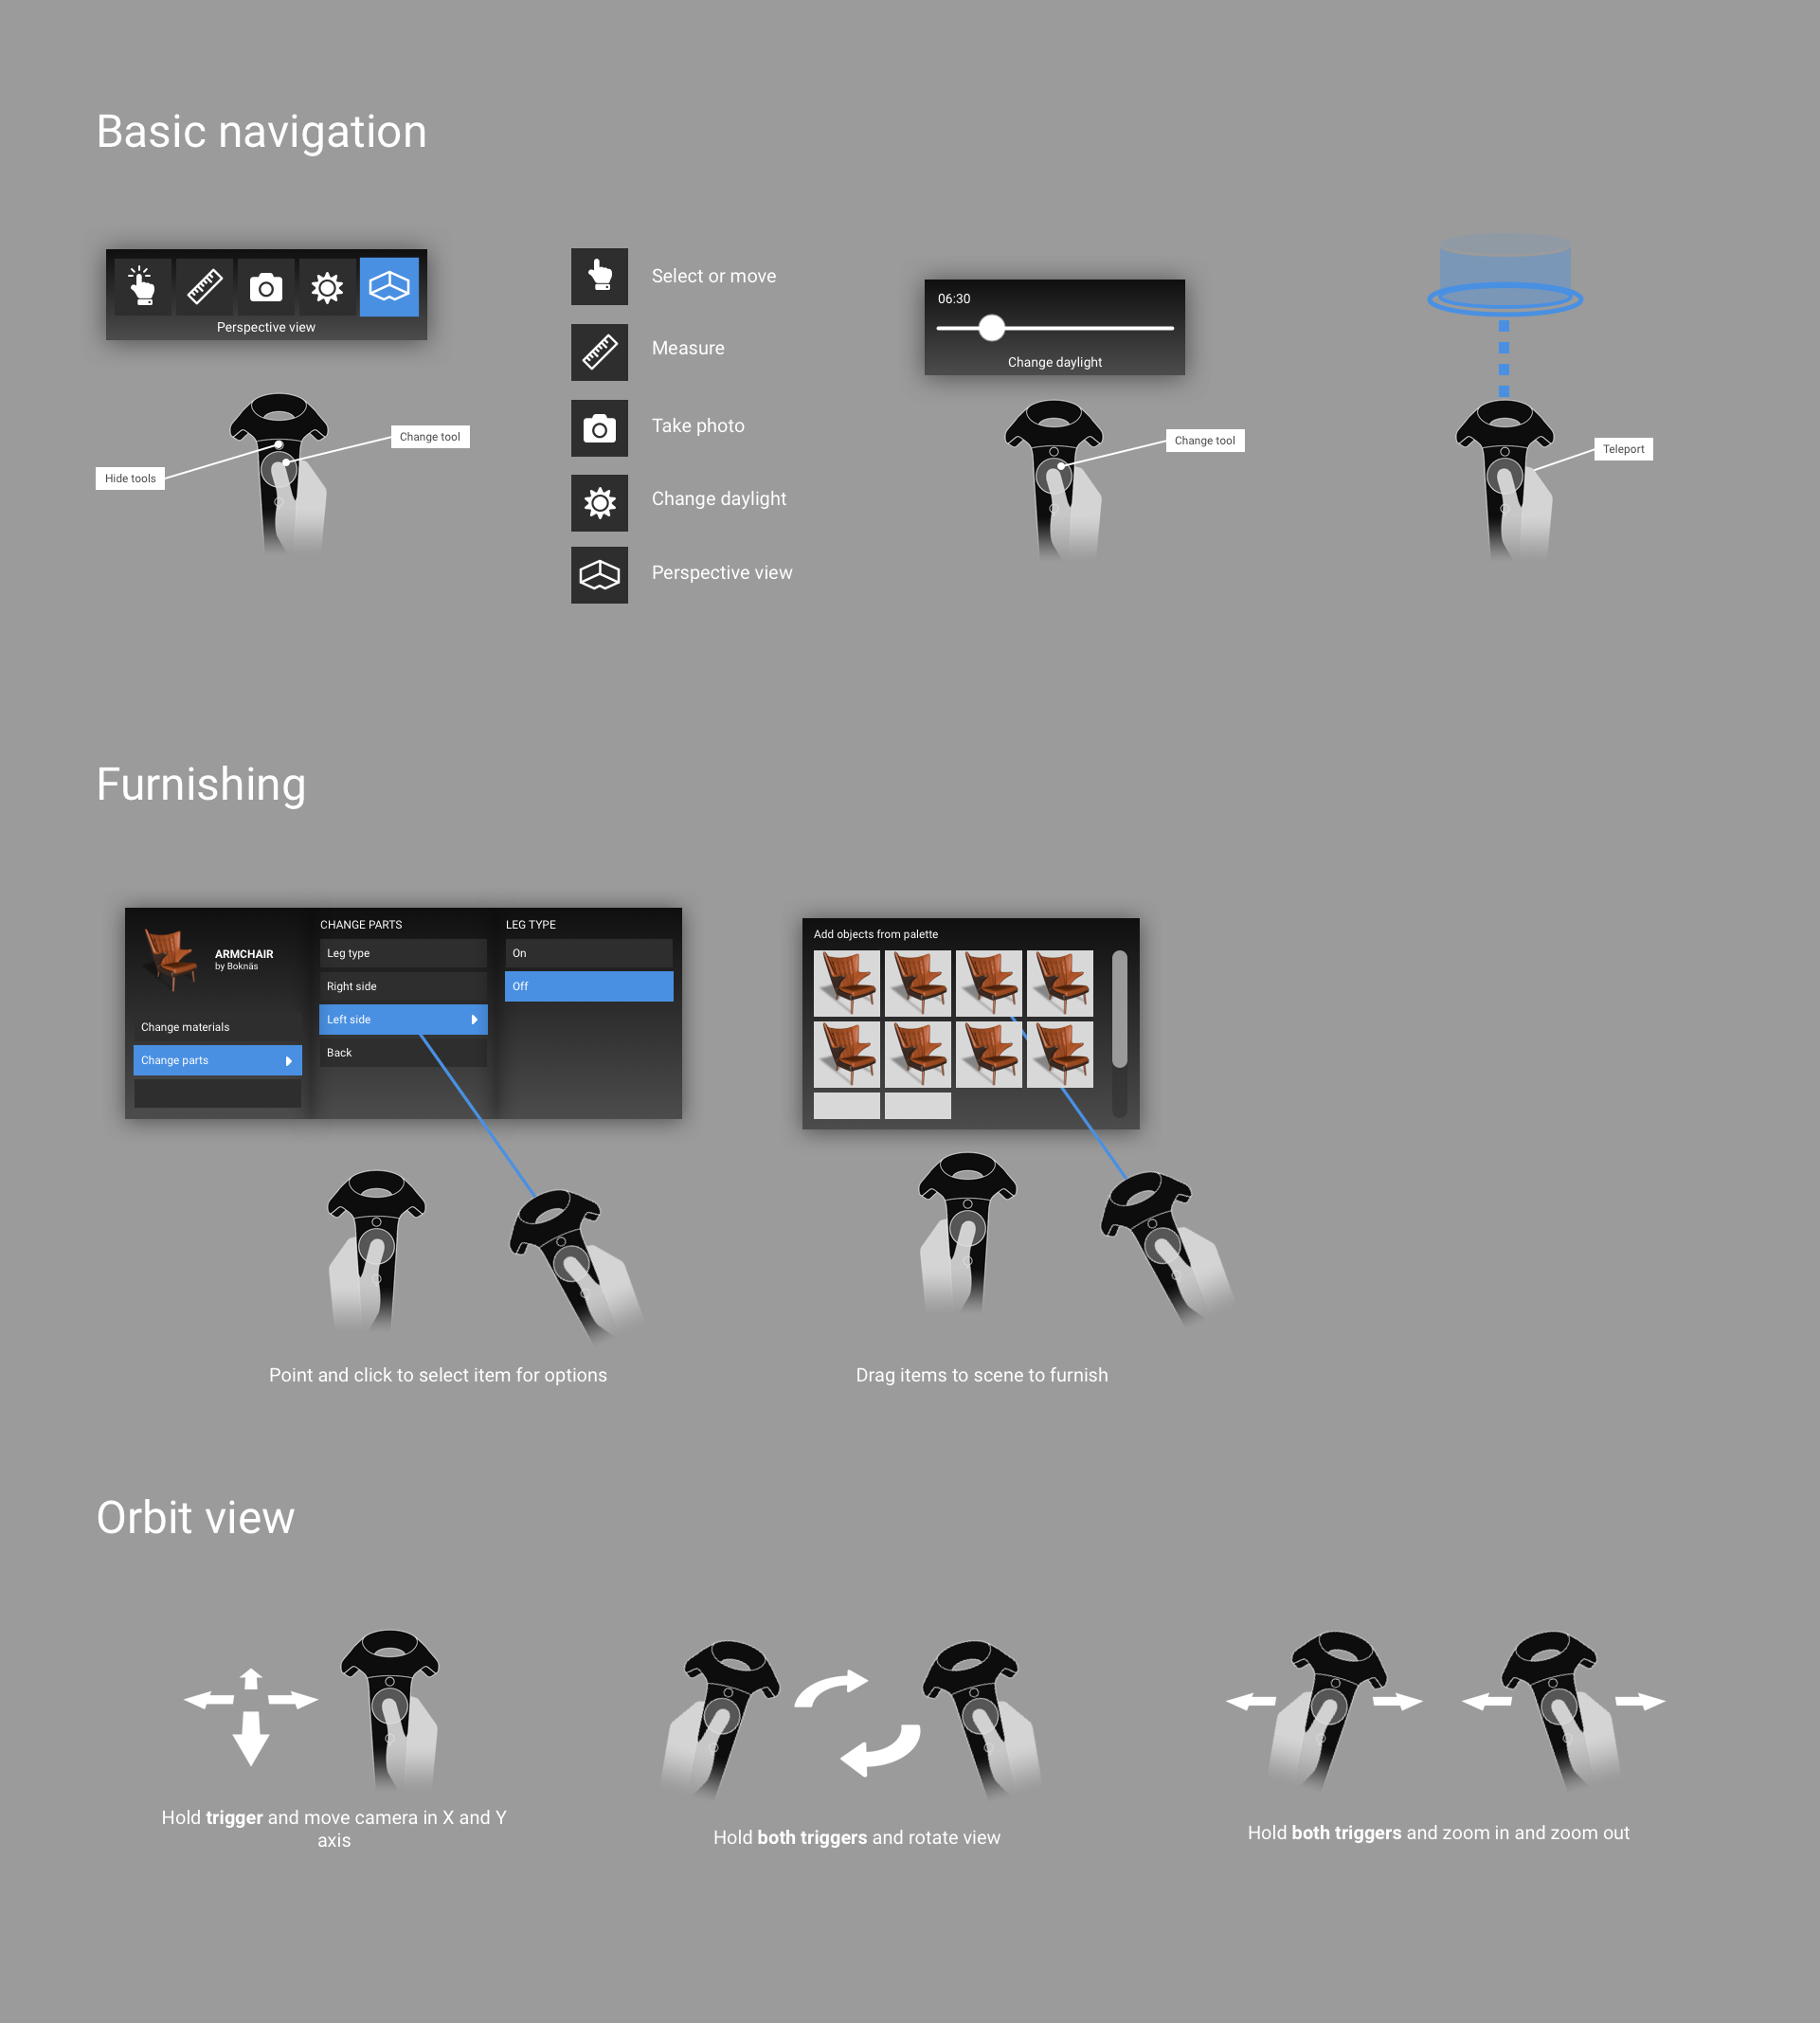 Basic navigation
Perspective view
Change tool
Hide tools
Select or move
Measure
Take photo
Change daylight
Perspective view
06:30
Change daylight
Change tool
Teleport
Furnishing
ARMCHAIR
by Boknäs
Change materials
Change parts
CHANGE PARTS
Leg type
Right side
Left side
Back
LEG TYPE
On
Off
Point and click to select item for options
Add objects from palette
Drag items to scene to furnish
Orbit view
Hold trigger and move camera in X and Y
axis
Hold both triggers and rotate view
Hold both triggers and zoom in and zoom out